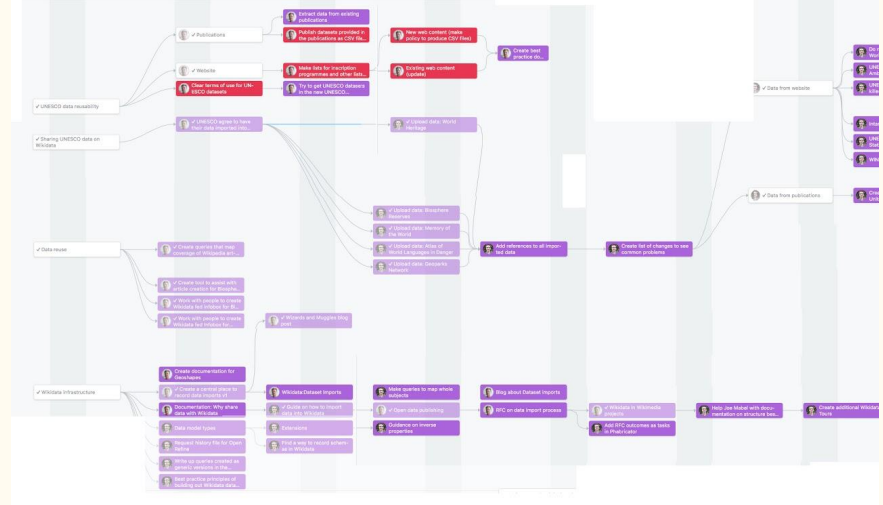 Extract data from existing
publications
✓ Publications
Publish datasets provided in
the publications as CSV file...
New web content (make
policy to produce CSV files)
Create best
practice do...
✓ Website
Make lists for inscription
programmes and other lists...
Existing web content
(update)
Clear terms of use for UN-
ESCO datasets
Try to get UNESCO datasets
in the new UNESCO...
✓ UNESCO data reusability
✓ UNESCO agree to have
their data imported into...
✓ Upload data: World
Heritage
✓ Sharing UNESCO data on
Wikidata
✓ Data from website
✓ Data from publications
✓ Upload data: Biosphere
Reserves
✓ Upload data: Memory of
the World
✓ Upload data: Atlas of
World Languages in Danger
✓ Upload data: Geoparks
Network
Add references to all impor-
ted data
Create list of changes to see
common problems
✓ Data reuse
✓ Create queries that map
coverage of Wikipedia arti-...
✓ Create tool to assist with
article creation for Biosphe...
✓ Work with people to create
Wikidata fed infobox for Bi...
✓ Work with people to create
Wikidata fed infobox for...
✓ Wizards and Muggles blog
post
✓ Wikidata infrastructure
Create documentation for
Geoshapes
✓ Create a central place to
record data imports of
Documentation: Why share
data with Wikidata
Data model types
Request history file for Open
Refine
Write up queries created as
generic versions in the...
Best practice principles of
building out Wikidata data...
Wikidata:Dataset Imports
✓ Guide on how to import
data into Wikidata
Extensions
Find a way to record schem-
as in Wikidata
Make queries to map whole
subjects
✓ Open data publishing
Guidance on inverse
properties
Blog about Dataset Imports
RFC on data import process
✓ Wikidata in Wikimedia
projects
Add RFC outcomes as tasks
in Phabricator
Help Joe Mabel with docu-
mentation on structure bee...
Create additional Wikidata